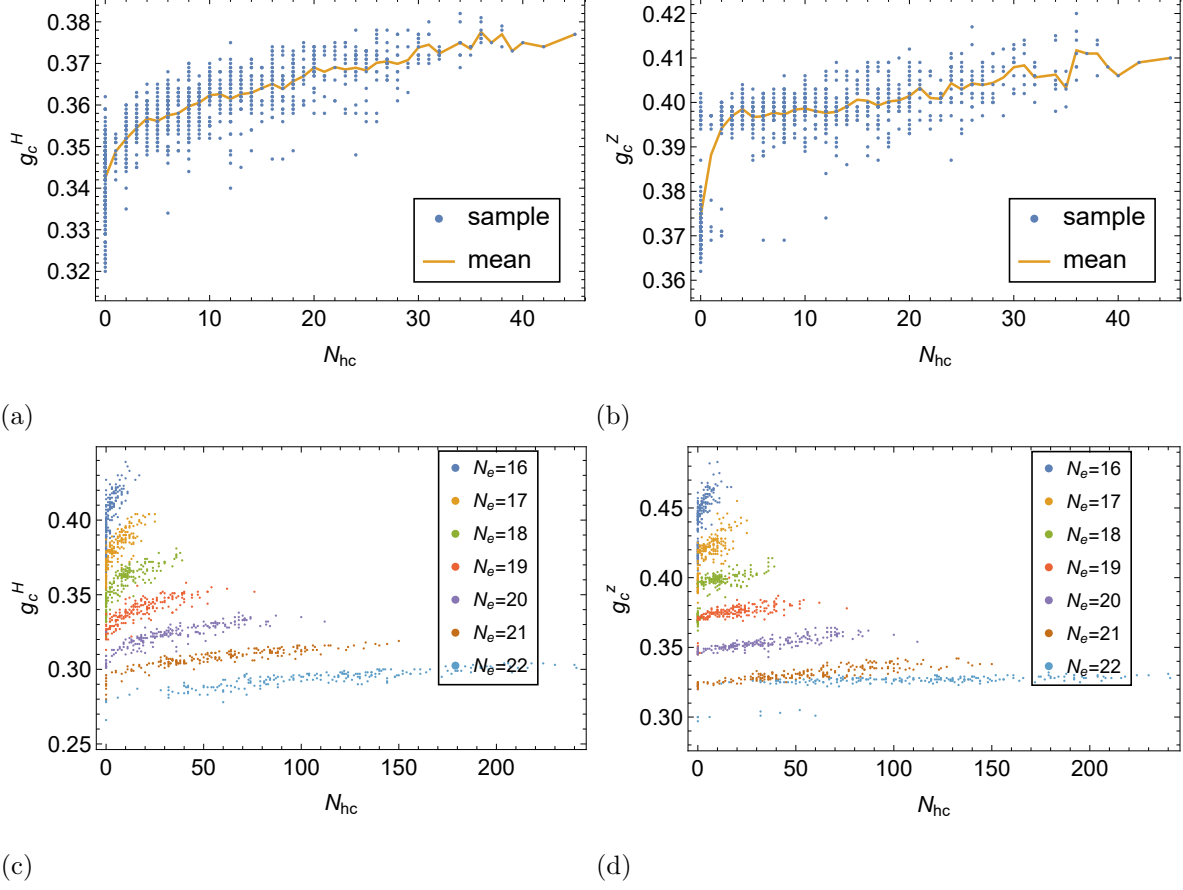 0.38
0.37
0.36
0.35
0.34
0.33
0.32
g_c^H
sample
mean
0 10 20 30 40
N_hc
(a)
0.42
0.41
0.40
0.39
0.38
0.37
0.36
g_c^Z
sample
mean
0 10 20 30 40
N_hc
(b)
0.40
0.35
0.30
0.25
g_c^H
N_e=16
N_e=17
N_e=18
N_e=19
N_e=20
N_e=21
N_e=22
0 50 100 150 200
N_hc
(c)
0.45
0.40
0.35
0.30
g_c^z
N_e=16
N_e=17
N_e=18
N_e=19
N_e=20
N_e=21
N_e=22
0 50 100 150 200
N_hc
(d)